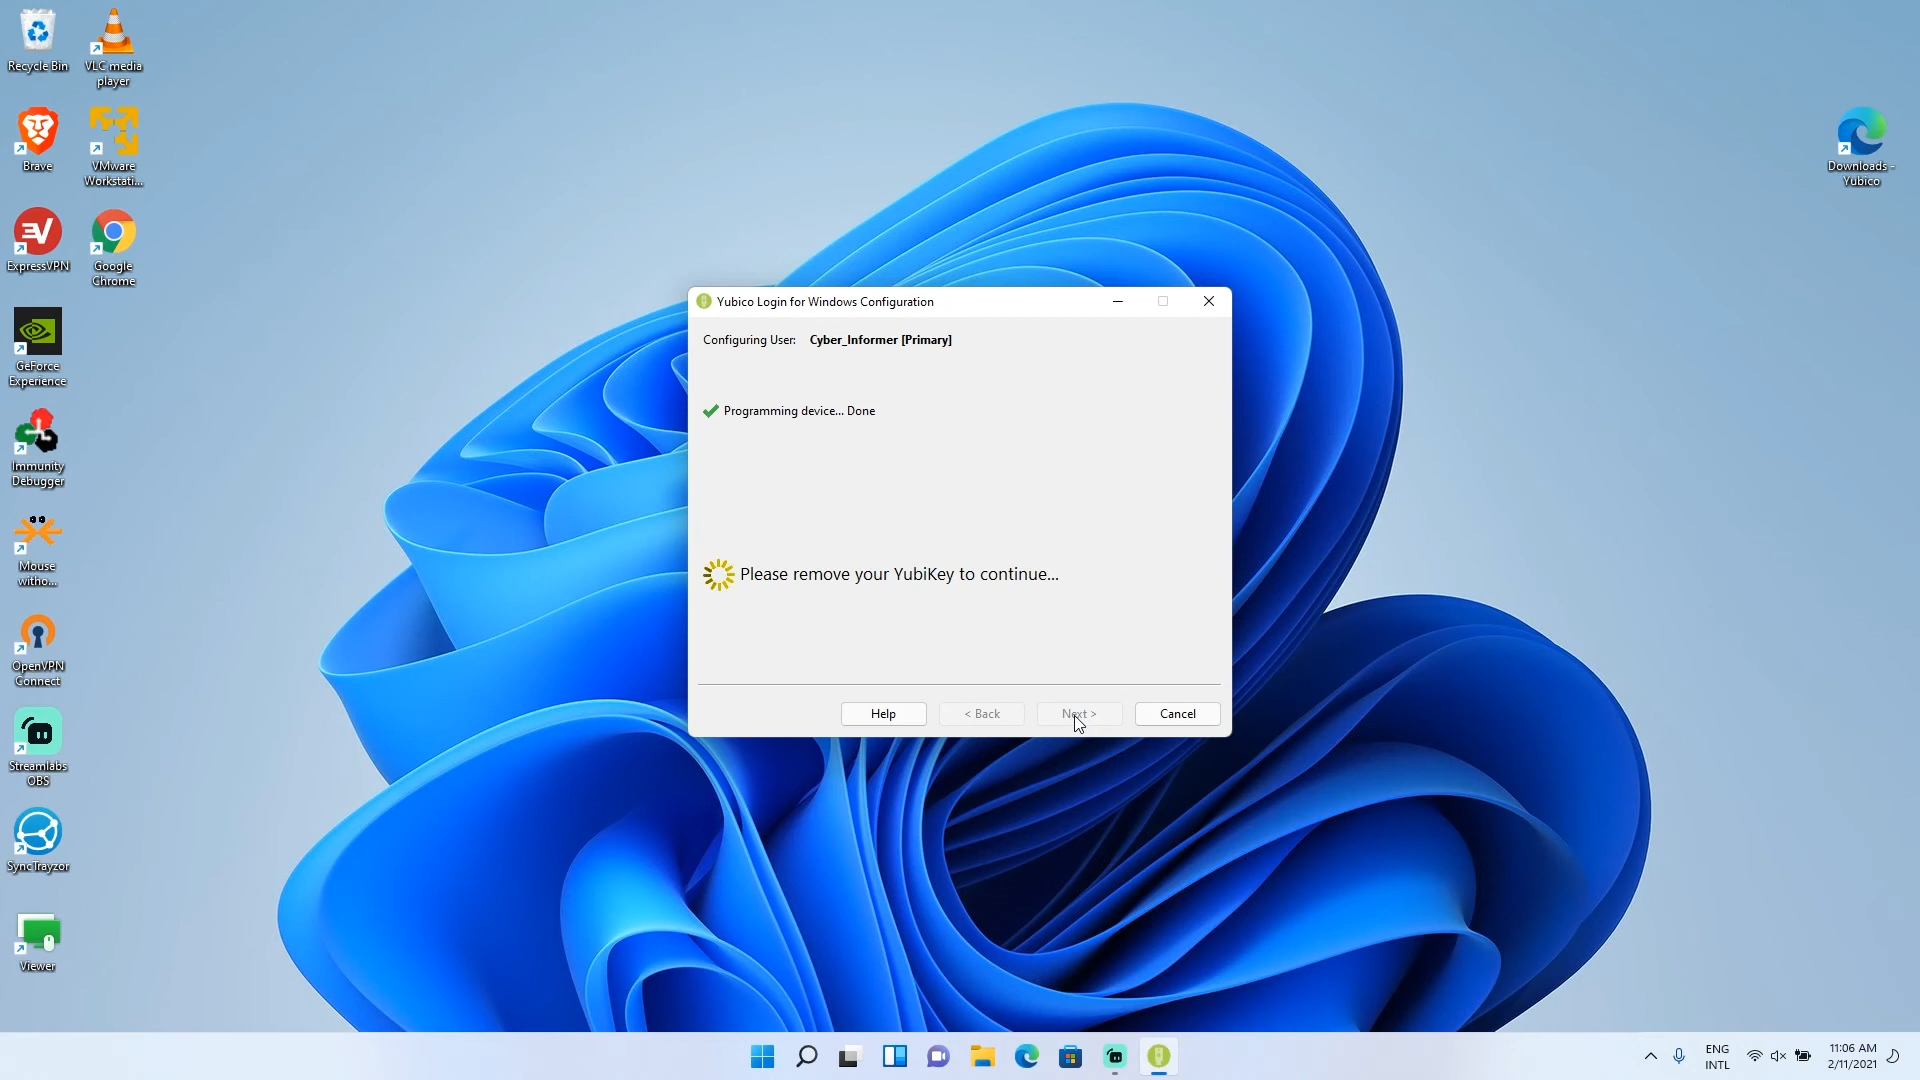 Recycle Bin
VLC media
player
Brave
VMware
Workstati...
ExpressVPN
Google
Chrome
GeForce
Experience
Immunity
Debugger
Mouse
witho...
OpenVPN
Connect
Streamlabs
OBS
SyncTrayzor
Viewer
Downloads -
Yubico
Yubico Login for Windows Configuration
Configuring User: Cyber_Informer [Primary]
Programming device... Done
Please remove your YubiKey to continue...
Help
< Back
Next >
Cancel
ENG
INTL
11:06 AM
2/11/2021